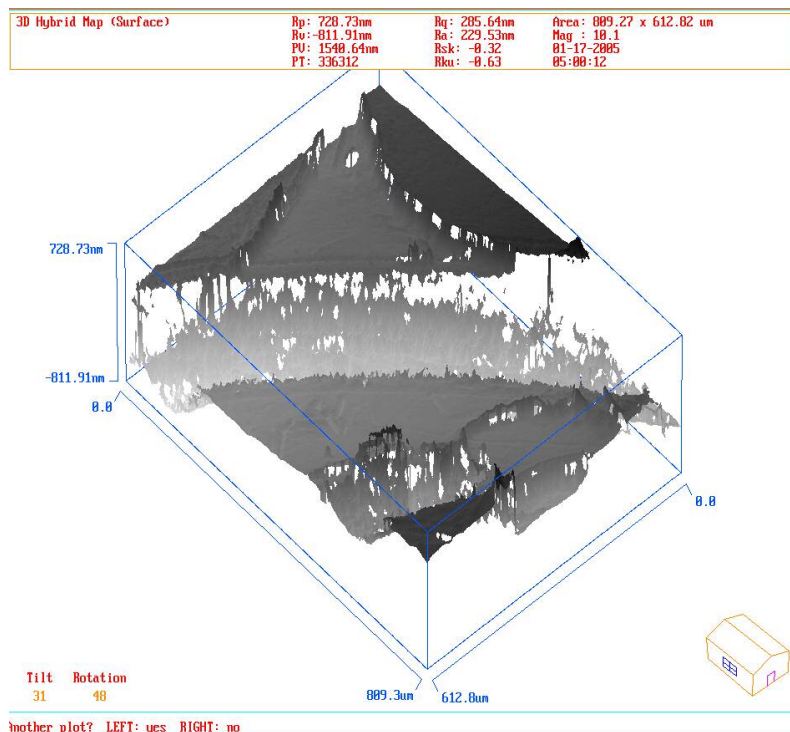 3D Hybrid Map (Surface) Rp: 728.73nm Rq: 285.64nm Area: 809.27 x 612.82 um
Rv:-811.91nm Ra: 229.53nm Mag : 10.1
PV: 1540.64nm Rsk: -0.32 01-17-2005
PT: 336312 Rku: -0.63 05:00:12
728.73nm
-811.91nm
0.0
0.0
Tilt Rotation
31 48
809.3um 612.8um
Another plot? LEFT: yes RIGHT: no